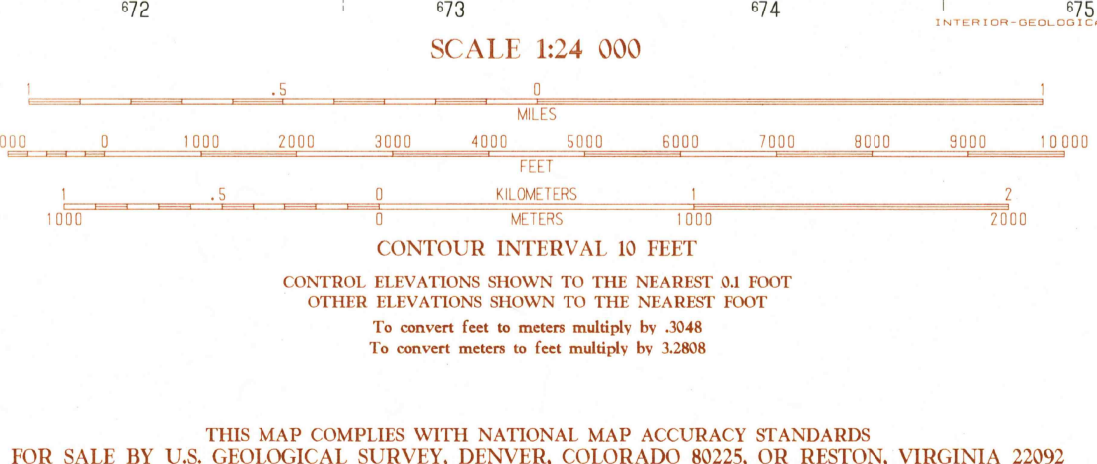 ⁶72 ⁶73 ⁶74 ⁶75
INTERIOR-GEOLOGIC
SCALE 1:24 000
1 .5 0 1
MILES
000 0 1000 2000 3000 4000 5000 6000 7000 8000 9000 10000
FEET
1 .5 0 KILOMETERS 1 2
1000 0 METERS 1000 2000
CONTOUR INTERVAL 10 FEET
CONTROL ELEVATIONS SHOWN TO THE NEAREST 0.1 FOOT
OTHER ELEVATIONS SHOWN TO THE NEAREST FOOT
To convert feet to meters multiply by .3048
To convert meters to feet multiply by 3.2808
THIS MAP COMPLIES WITH NATIONAL MAP ACCURACY STANDARDS
FOR SALE BY U.S. GEOLOGICAL SURVEY, DENVER, COLORADO 80225, OR RESTON, VIRGINIA 22092